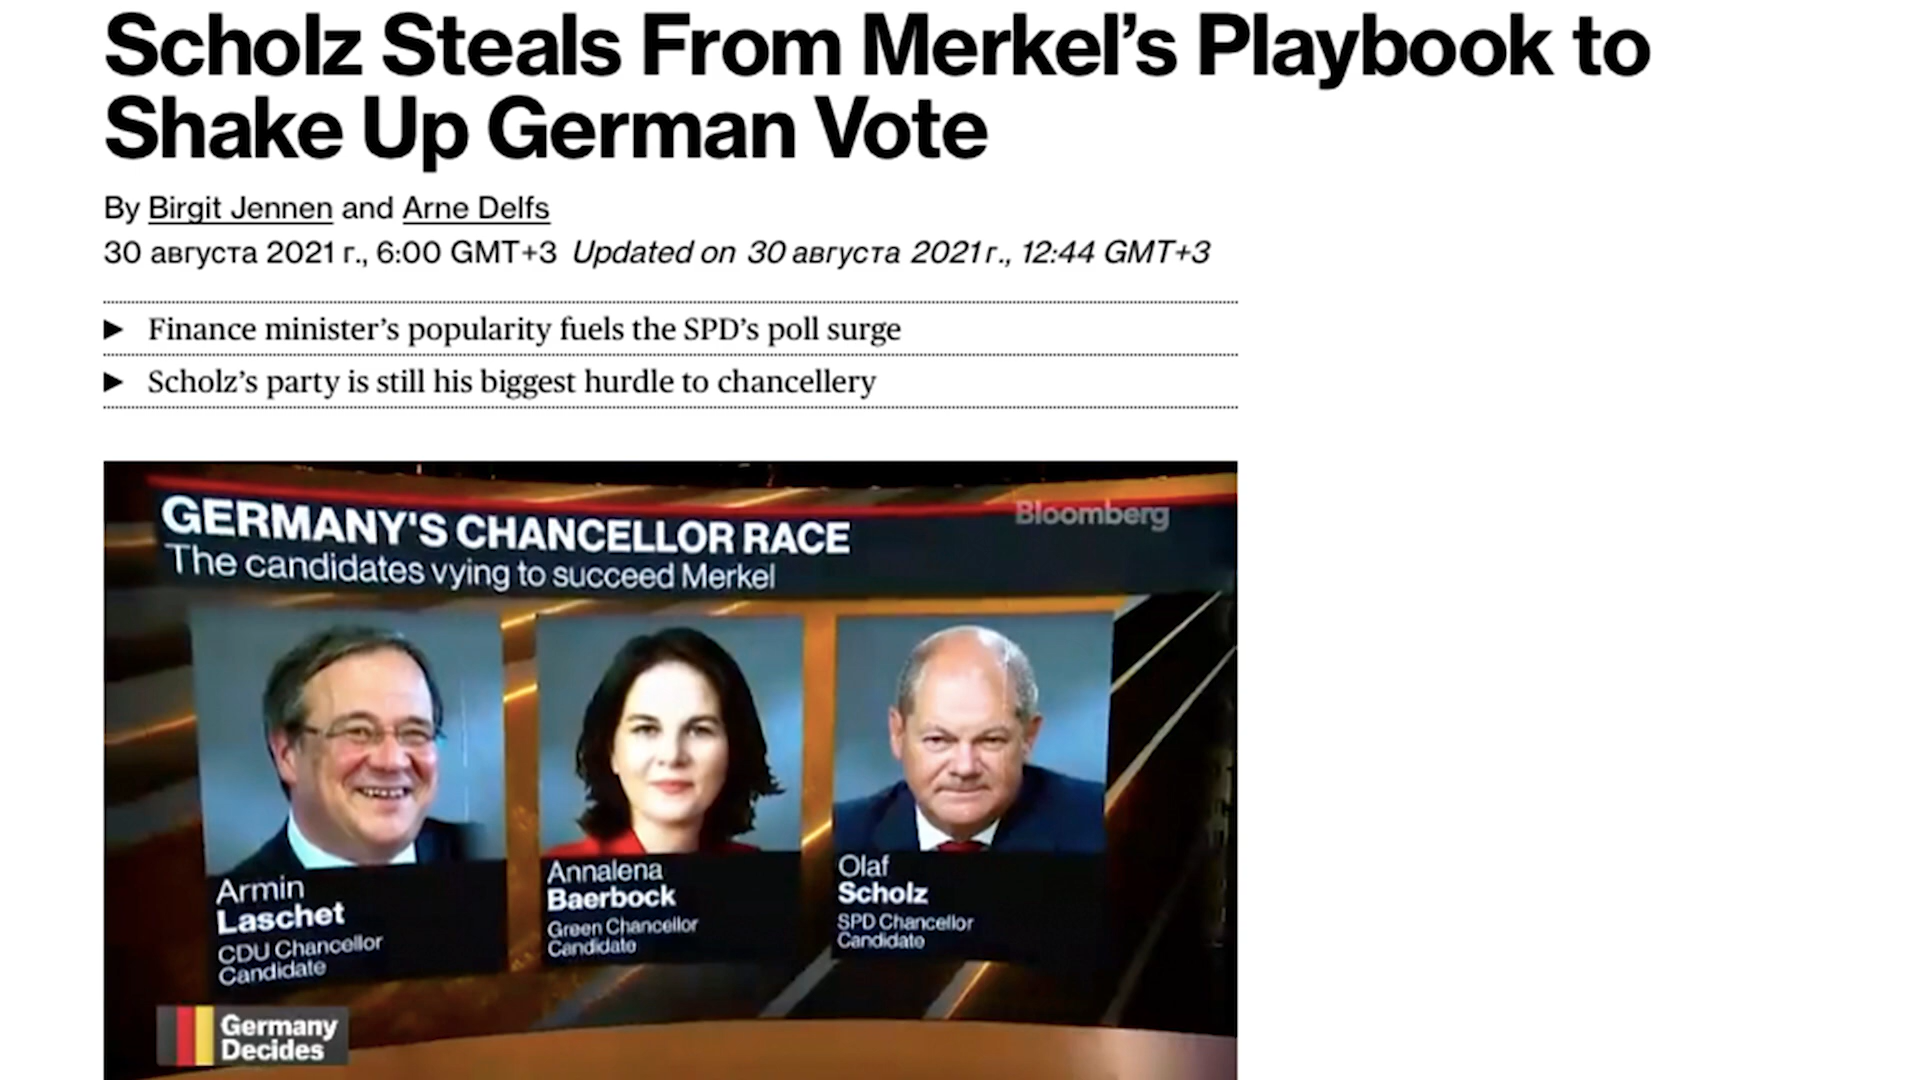 Scholz Steals From Merkel’s Playbook to
Shake Up German Vote
By Birgit Jennen and Arne Delfs
30 августа 2021 г., 6:00 GMT+3 Updated on 30 августа 2021 г., 12:44 GMT+3
▶ Finance minister’s popularity fuels the SPD’s poll surge
▶ Scholz’s party is still his biggest hurdle to chancellery
GERMANY'S CHANCELLOR RACE
The candidates vying to succeed Merkel
Bloomberg
Armin
Laschet
CDU Chancellor
Candidate
Annalena
Baerbock
Green Chancellor
Candidate
Olaf
Scholz
SPD Chancellor
Candidate
Germany
Decides